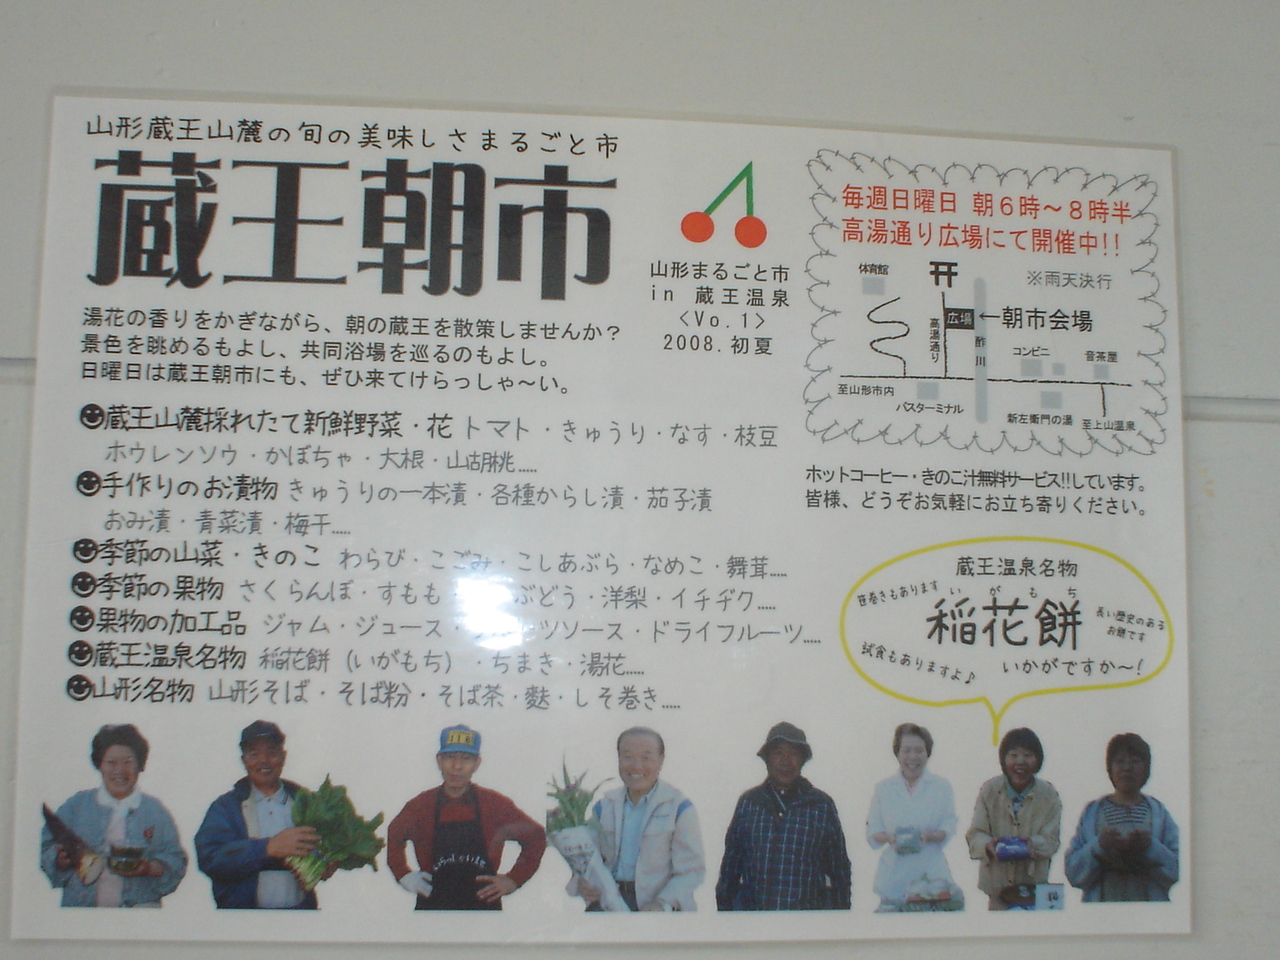 山形蔵王山麓の旬の美味しさまるごと市
蔵王朝市
湯花の香りをかぎながら、朝の蔵王を散策しませんか？
景色を眺めるもよし、共同浴場を巡るのもよし。
日曜日は蔵王朝市にも、ぜひ来てけらっしゃ～い。
山形まるごと市
in 蔵王温泉
<Vo.1>
2008.初夏
毎週日曜日 朝6時～8時半
高湯通り広場にて開催中!!
体育館
※雨天決行
広場
←朝市会場
高湯通り
酢川
コンビニ
音茶屋
至山形市内
バスターミナル
新左衛門の湯
至上山温泉
蔵王山麓採れたて新鮮野菜・花 トマト・きゅうり・なす・枝豆
ホウレンソウ・かぼちゃ・大根・山胡桃.....
手作りのお漬物 きゅうりの一本漬・各種からし漬・茄子漬
おみ漬・青菜漬・梅干.....
季節の山菜・きのこ わらび・こごみ・こしあぶら・なめこ・舞茸.....
季節の果物 さくらんぼ・すもも・ ぶどう・洋梨・イチヂク.....
果物の加工品 ジャム・ジュース・ ツソース・ドライフルーツ.....
蔵王温泉名物 稲花餅（いがもち）・ちまき・湯花.....
山形名物 山形そば・そば粉・そば茶・麩・しそ巻き.....
ホットコーヒー・きのこ汁無料サービス!!しています。
皆様、どうぞお気軽にお立ち寄りください。
蔵王温泉名物
笹巻きもあります
いがもち
稲花餅
長い歴史のある
お餅です
試食もありますよ♪
いかがですか～!